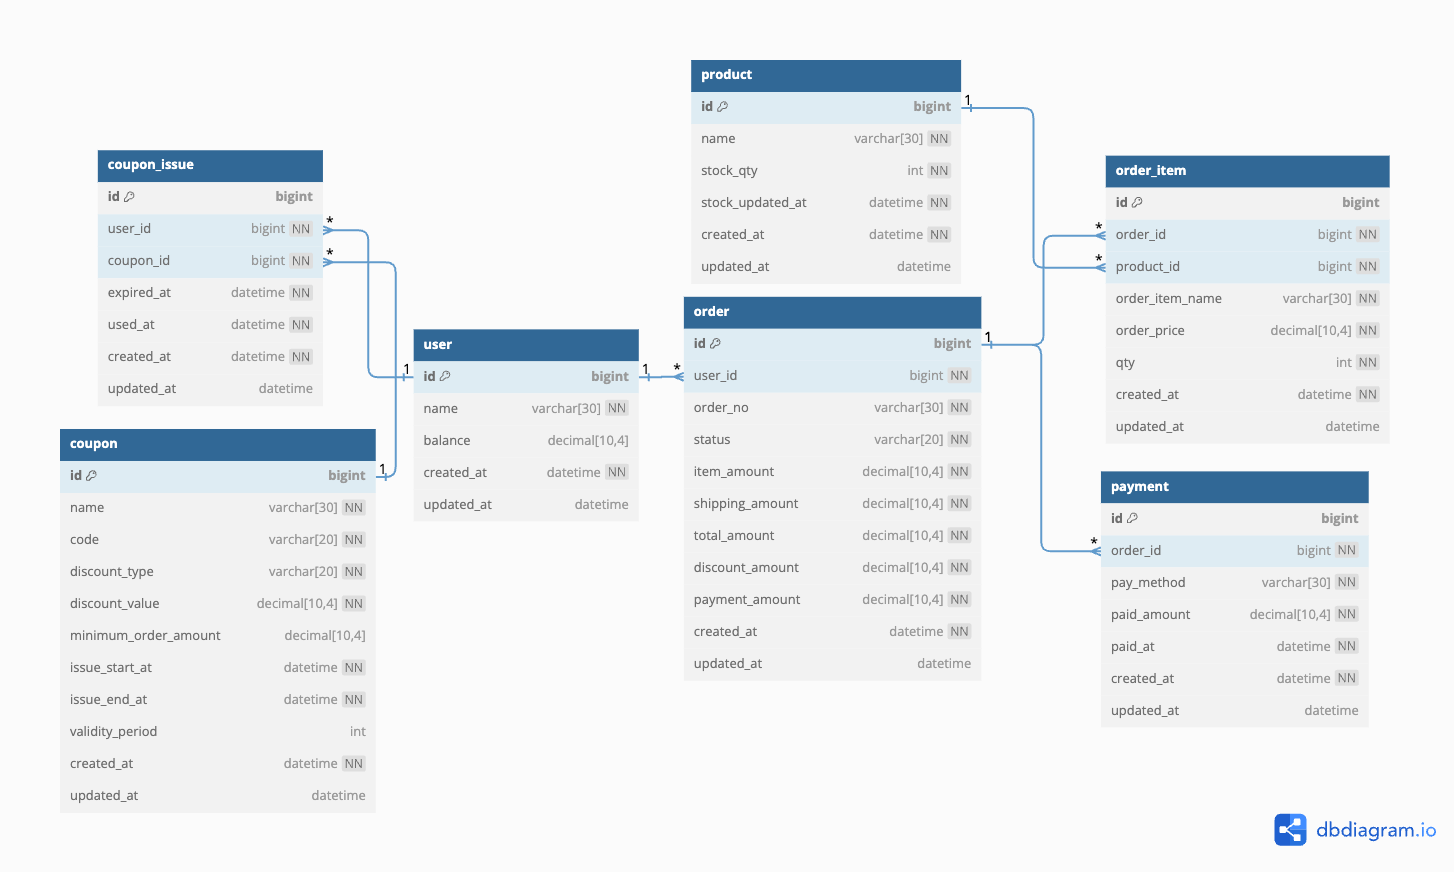 product
id bigint
name varchar[30] NN
stock_qty int NN
stock_updated_at datetime NN
created_at datetime NN
updated_at datetime
coupon_issue
id bigint
user_id bigint NN
coupon_id bigint NN
expired_at datetime NN
used_at datetime NN
created_at datetime NN
updated_at datetime
order_item
id bigint
order_id bigint NN
product_id bigint NN
order_item_name varchar[30] NN
order_price decimal[10,4] NN
qty int NN
created_at datetime NN
updated_at datetime
user
id bigint
name varchar[30] NN
balance decimal[10,4]
created_at datetime NN
updated_at datetime
order
id bigint
user_id bigint NN
order_no varchar[30] NN
status varchar[20] NN
item_amount decimal[10,4] NN
shipping_amount decimal[10,4] NN
total_amount decimal[10,4] NN
discount_amount decimal[10,4] NN
payment_amount decimal[10,4] NN
created_at datetime NN
updated_at datetime
coupon
id bigint
name varchar[30] NN
code varchar[20] NN
discount_type varchar[20] NN
discount_value decimal[10,4] NN
minimum_order_amount decimal[10,4]
issue_start_at datetime NN
issue_end_at datetime NN
validity_period int
created_at datetime NN
updated_at datetime
payment
id bigint
order_id bigint NN
pay_method varchar[30] NN
paid_amount decimal[10,4] NN
paid_at datetime NN
created_at datetime NN
updated_at datetime
1
*
*
1
1
1
*
1
*
*
*
dbdiagram.io